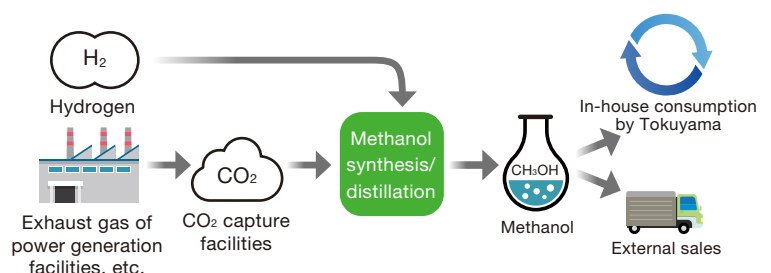 H2
Hydrogen
Exhaust gas of
power generation
facilities, etc.
CO2
CO2 capture
facilities
Methanol
synthesis/
distillation
CH3OH
Methanol
In-house consumption
by Tokuyama
External sales